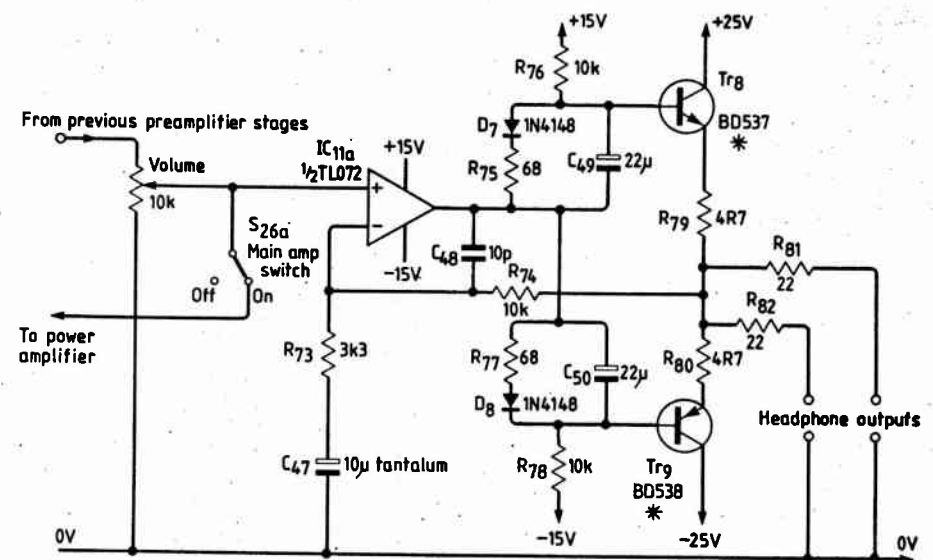 +15V
+25V
R76
10k
Tr8
From previous preamplifier stages
BD537
*
D7
1N4148
IC11a
½TL072
+15V
Volume
C49
22µ
R75
68
10k
+
R79
4R7
S26a
Main amp
switch
−
−15V
C48
10p
R81
22
R74
10k
Off
On
R82
22
To power
amplifier
R73
3k3
R77
68
C50
22µ
R80
4R7
D8
1N4148
Headphone outputs
C47
10µ tantalum
R78
10k
Tr9
BD538
*
0V
-15V
-25V
0V